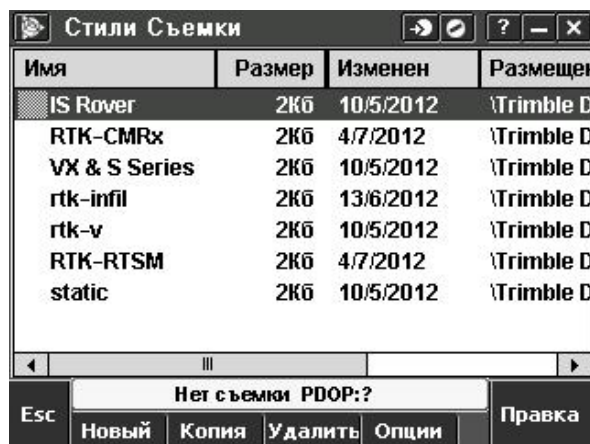 Стили Съемки ?
Имя Размер Изменен Размещен
IS Rover 2Кб 10/5/2012 \Trimble D
RTK-CMRx 2Кб 4/7/2012 \Trimble D
VX & S Series 2Кб 10/5/2012 \Trimble D
rtk-infil 2Кб 13/6/2012 \Trimble D
rtk-v 2Кб 10/5/2012 \Trimble D
RTK-RTSM 2Кб 4/7/2012 \Trimble D
static 2Кб 10/5/2012 \Trimble D
Нет съемки PDOP:?
Esc Новый Копия Удалить Опции Правка